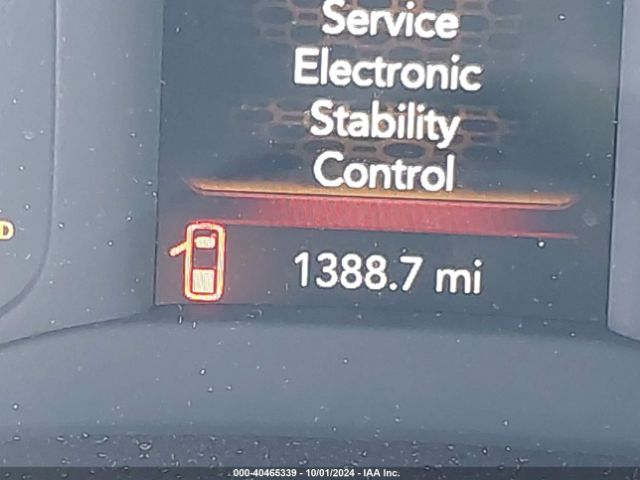 Service
Electronic
Stability
Control
1388.7 mi
000-40465339 - 10/01/2024 - IAA Inc.